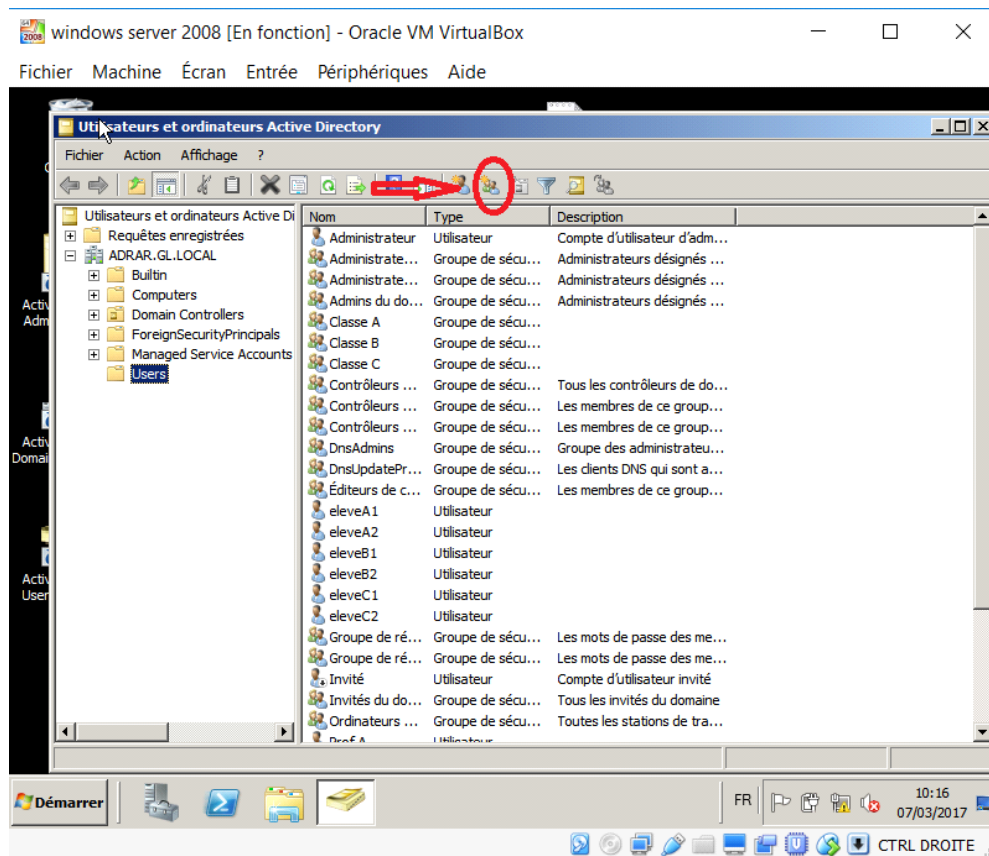 windows server 2008 [En fonction] - Oracle VM VirtualBox
Fichier Machine Écran Entrée Périphériques Aide
Utilisateurs et ordinateurs Active Directory
Fichier Action Affichage ?
Utilisateurs et ordinateurs Active Di
Requêtes enregistrées
ADRAR.GL.LOCAL
Builtin
Computers
Domain Controllers
ForeignSecurityPrincipals
Managed Service Accounts
Users
Nom Type Description
Administrateur Utilisateur Compte d'utilisateur d'adm...
Administrate... Groupe de sécu... Administrateurs désignés ...
Administrate... Groupe de sécu... Administrateurs désignés ...
Admins du do... Groupe de sécu... Administrateurs désignés ...
Classe A Groupe de sécu...
Classe B Groupe de sécu...
Classe C Groupe de sécu...
Contrôleurs ... Groupe de sécu... Tous les contrôleurs de do...
Contrôleurs ... Groupe de sécu... Les membres de ce group...
Contrôleurs ... Groupe de sécu... Les membres de ce group...
DnsAdmins Groupe de sécu... Groupe des administrateu...
DnsUpdatePr... Groupe de sécu... Les clients DNS qui sont a...
Éditeurs de c... Groupe de sécu... Les membres de ce group...
eleveA1 Utilisateur
eleveA2 Utilisateur
eleveB1 Utilisateur
eleveB2 Utilisateur
eleveC1 Utilisateur
eleveC2 Utilisateur
Groupe de ré... Groupe de sécu... Les mots de passe des me...
Groupe de ré... Groupe de sécu... Les mots de passe des me...
Invité Utilisateur Compte d'utilisateur invité
Invités du do... Groupe de sécu... Tous les invités du domaine
Ordinateurs ... Groupe de sécu... Toutes les stations de tra...
Prof A Utilisateur
Activ
Adm
Activ
Domai
Activ
User
Démarrer
FR
10:16
07/03/2017
CTRL DROITE